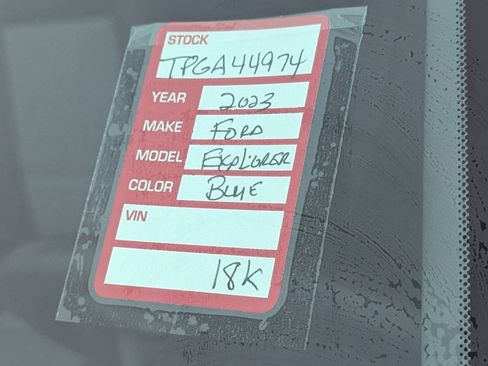 STOCK
TPGA44974
YEAR 2023
MAKE FORD
MODEL EXPLORER
COLOR BLUE
VIN
18K